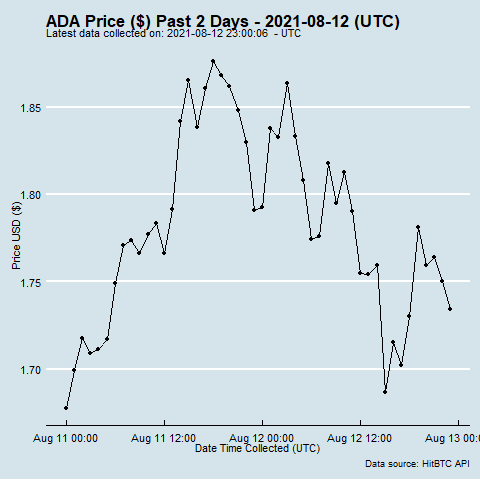 ADA Price ($) Past 2 Days - 2021-08-12 (UTC)
Latest data collected on: 2021-08-12 23:00:06 - UTC
1.85
1.80
1.75
1.70
Price USD ($)
Aug 11 00:00 Aug 11 12:00 Aug 12 00:00 Aug 12 12:00 Aug 13 00:0
Date Time Collected (UTC)
Data source: HitBTC API